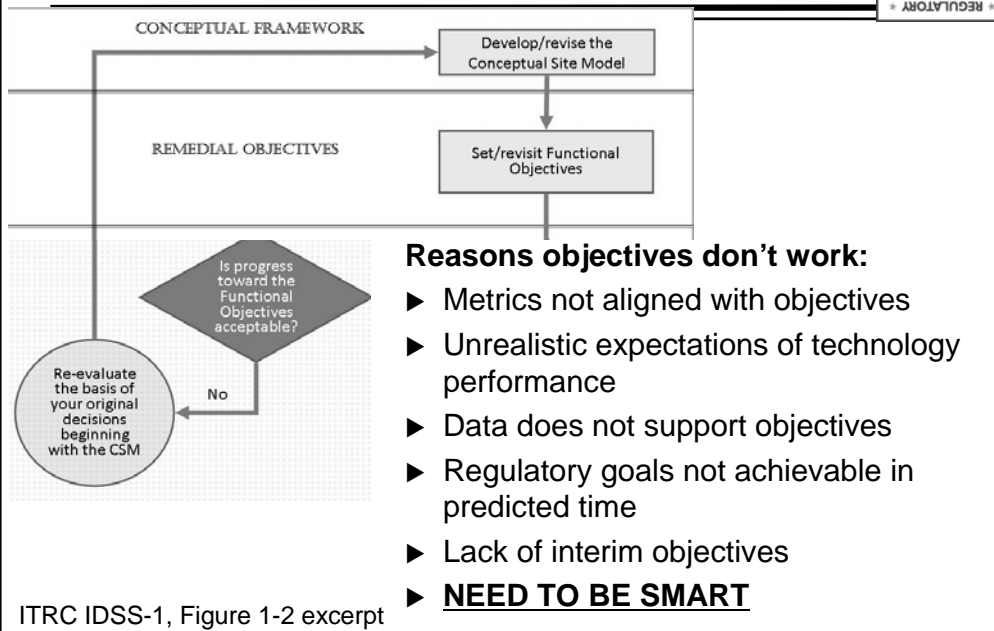 ★ REGULATORY ★
CONCEPTUAL FRAMEWORK
Develop/revise the
Conceptual Site Model
REMEDIAL OBJECTIVES
Set/revisit Functional
Objectives
Is progress
toward the
Functional
Objectives
acceptable?
No
Re-evaluate
the basis of
your original
decisions
beginning
with the CSM
Reasons objectives don’t work:
► Metrics not aligned with objectives
► Unrealistic expectations of technology
performance
► Data does not support objectives
► Regulatory goals not achievable in
predicted time
► Lack of interim objectives
► NEED TO BE SMART
ITRC IDSS-1, Figure 1-2 excerpt